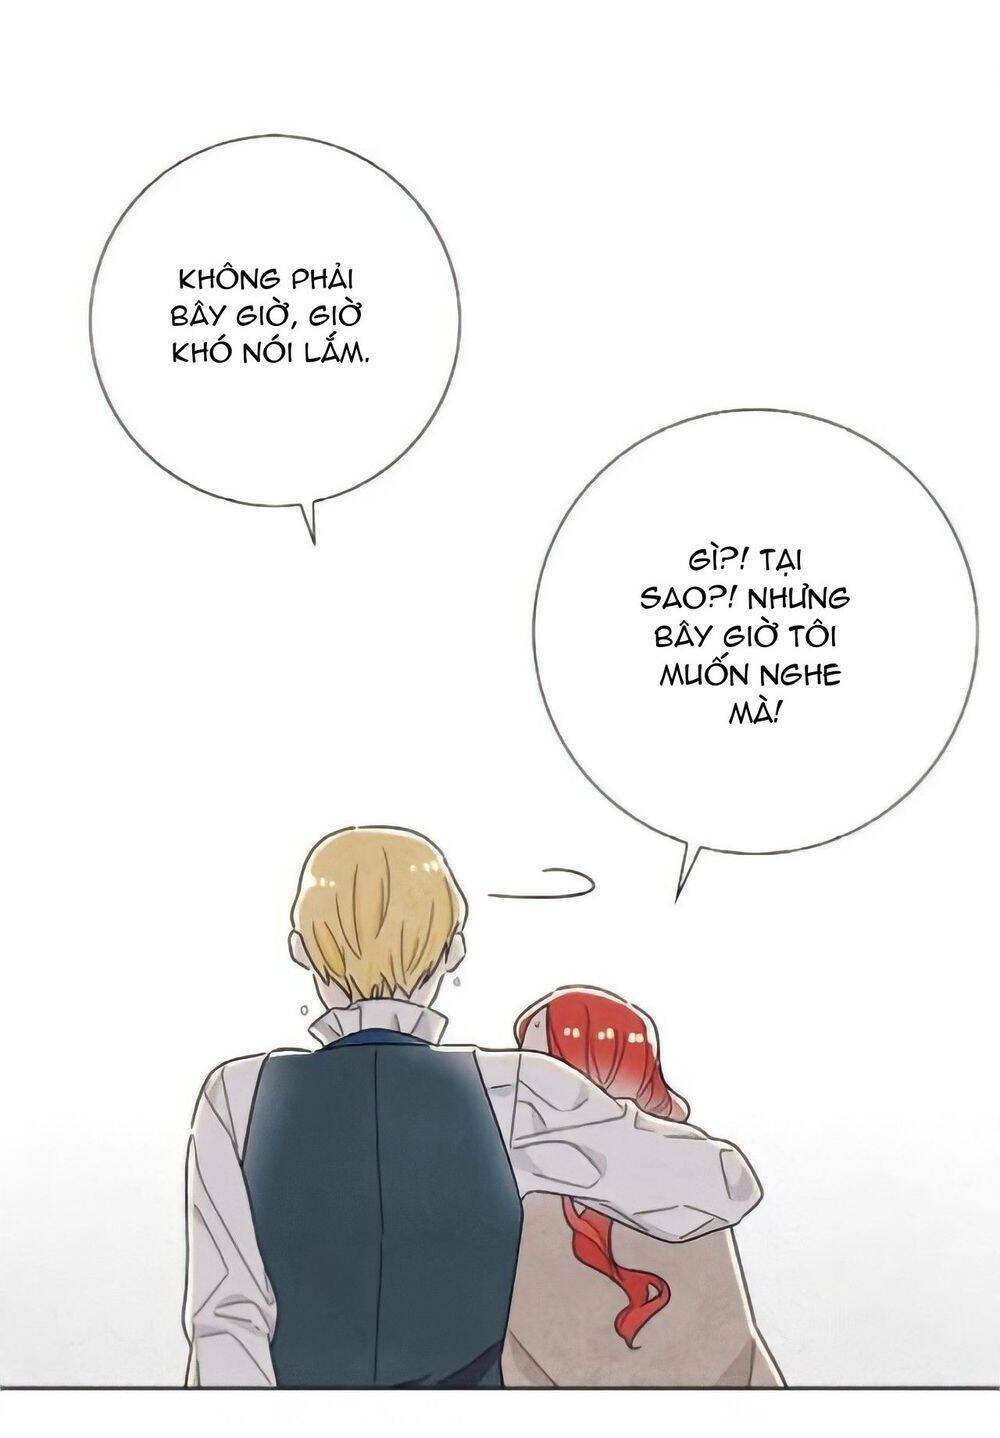 KHÔNG PHẢI
BÂY GIỜ, GIỜ
KHÓ NÓI LẮM.
GÌ?! TẠI
SAO?! NHƯNG
BÂY GIỜ TÔI
MUỐN NGHE
MÀ!